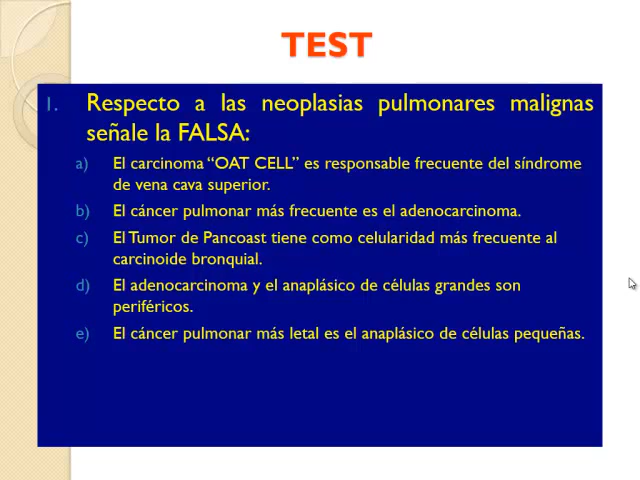 TEST
1. Respecto a las neoplasias pulmonares malignas
señale la FALSA:
a) El carcinoma “OAT CELL” es responsable frecuente del síndrome
de vena cava superior.
b) El cáncer pulmonar más frecuente es el adenocarcinoma.
c) El Tumor de Pancoast tiene como celularidad más frecuente al
carcinoide bronquial.
d) El adenocarcinoma y el anaplásico de células grandes son
periféricos.
e) El cáncer pulmonar más letal es el anaplásico de células pequeñas.